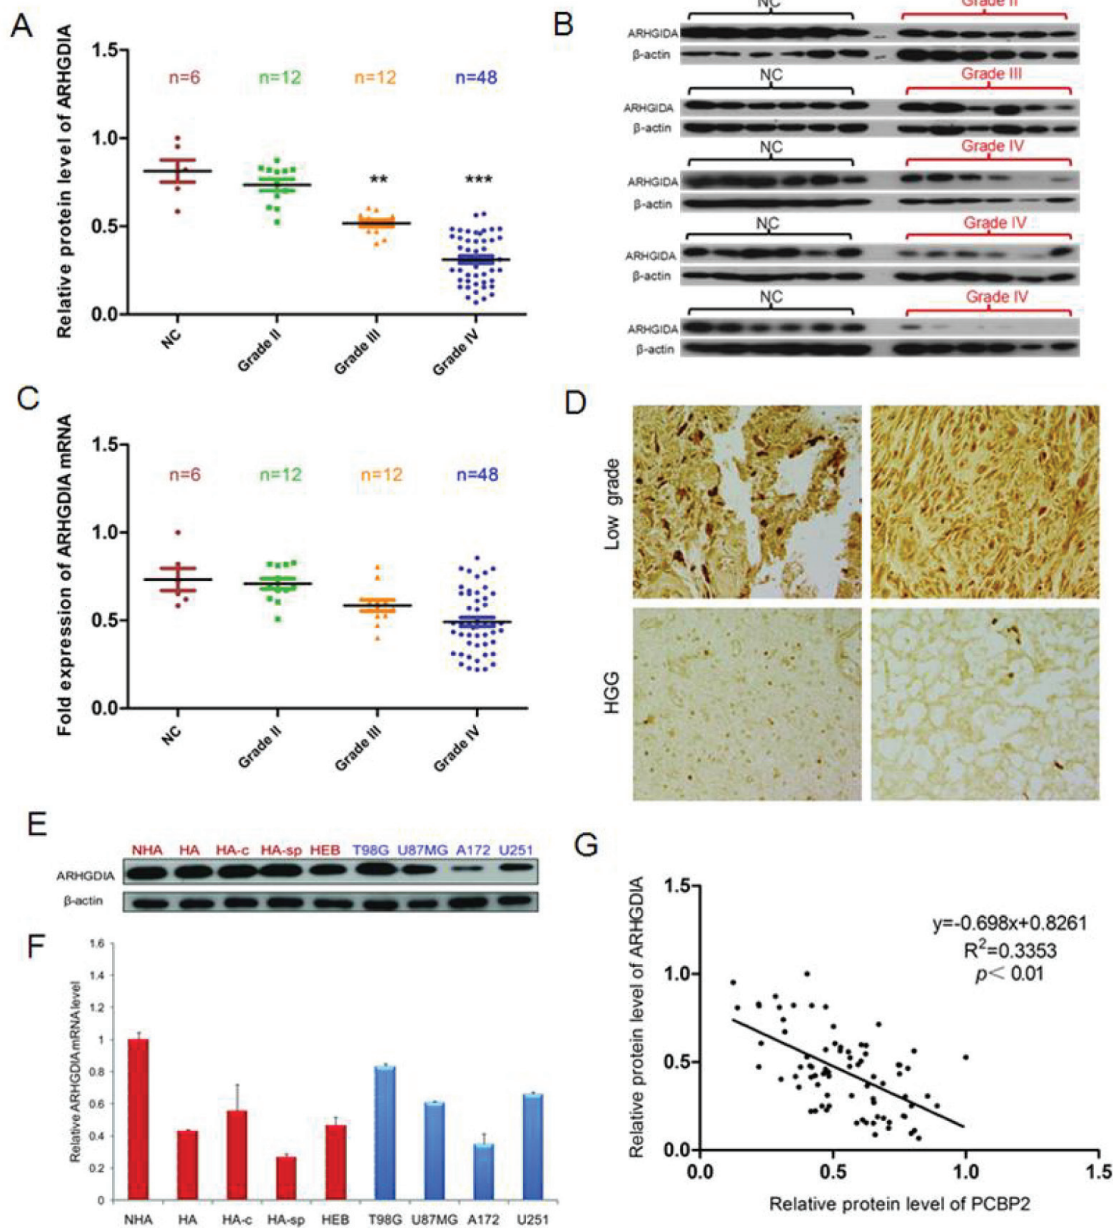 A
Relative protein level of ARHGDIA
1.5
1.0
0.5
0.0
n=6
n=12
n=12
n=48
**
***
NC
Grade II
Grade III
Grade IV
B
NC
Grade II
ARHGIDA
β-actin
NC
Grade III
ARHGIDA
β-actin
NC
Grade IV
ARHGIDA
β-actin
NC
Grade IV
ARHGIDA
β-actin
NC
Grade IV
ARHGIDA
β-actin
C
Fold expression of ARHGDIA mRNA
1.5
1.0
0.5
0.0
n=6
n=12
n=12
n=48
NC
Grade II
Grade III
Grade IV
D
Low grade
HGG
E
NHA HA HA-c HA-sp HEB T98G U87MG A172 U251
ARHGDIA
β-actin
F
Relative ARHGDIA mRNA level
1.6
1.4
1.2
1
0.8
0.6
0.4
0.2
0
NHA HA HA-c HA-sp HEB T98G U87MG A172 U251
G
Relative protein level of ARHGDIA
1.5
1.0
0.5
0.0
y=-0.698x+0.8261
R²=0.3353
p< 0.01
0.0 0.5 1.0 1.5
Relative protein level of PCBP2